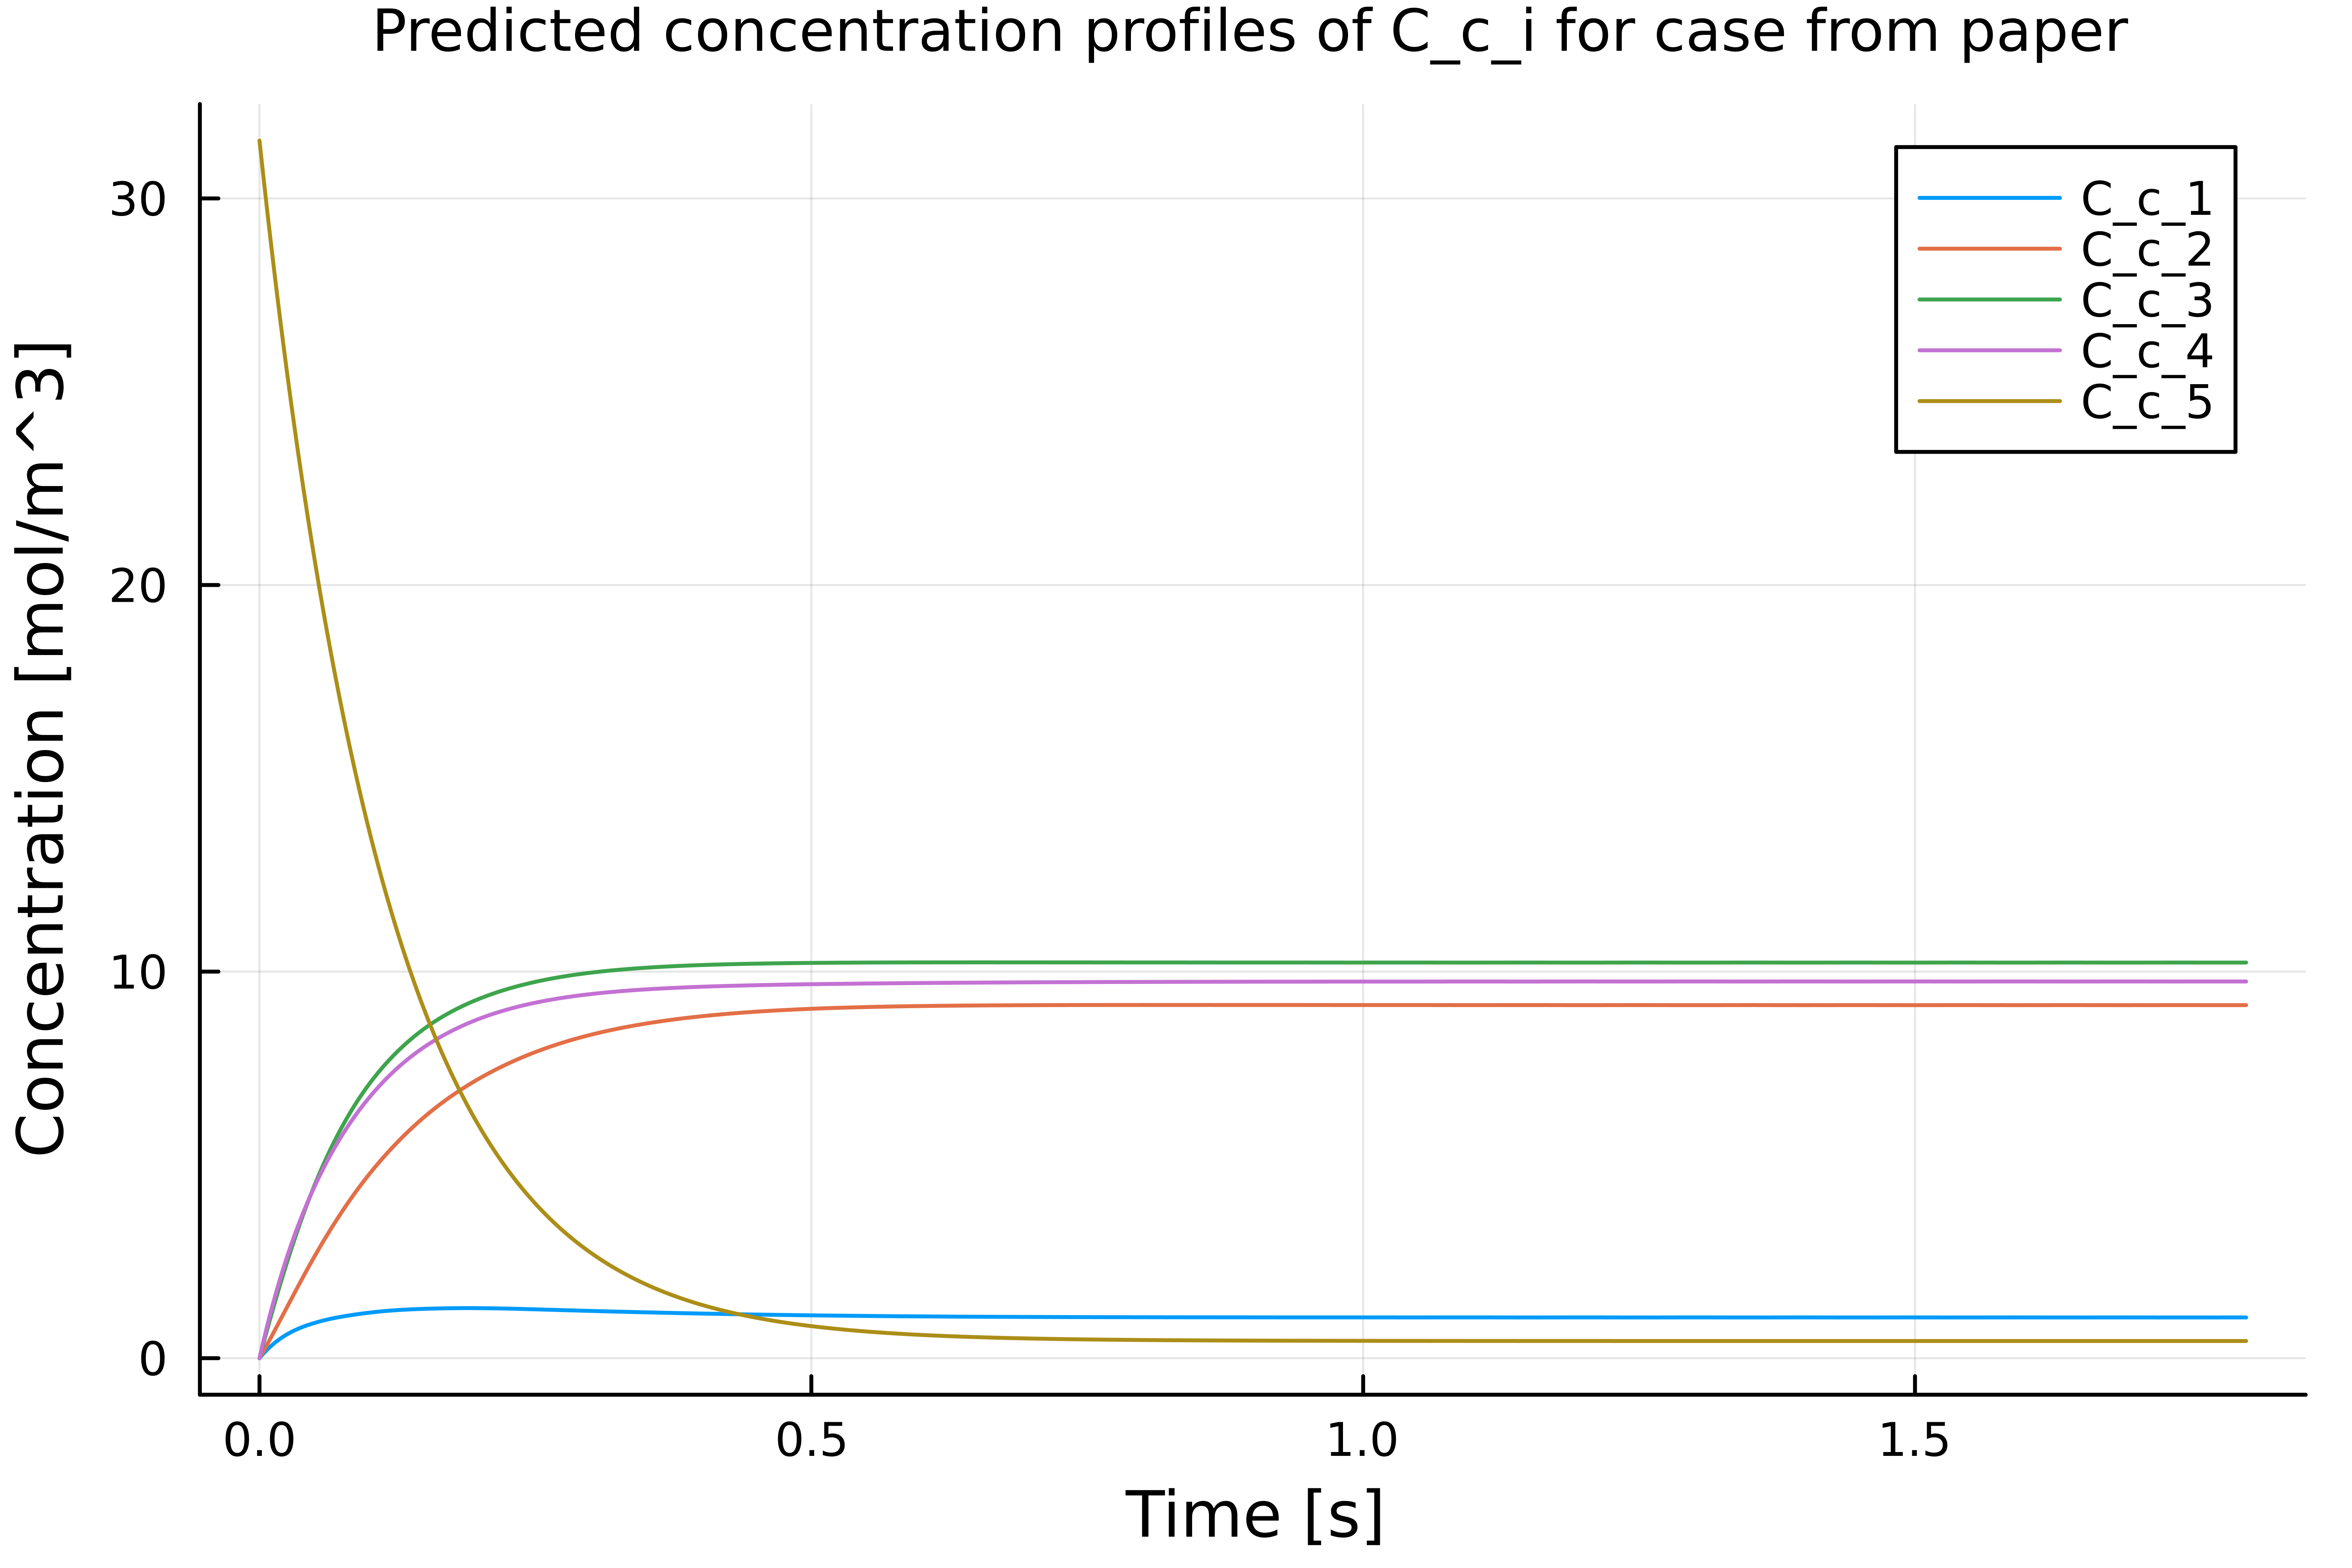 Predicted concentration profiles of C_c_i for case from paper
Concentration [mol/m^3]
30
20
10
0
C_c_1
C_c_2
C_c_3
C_c_4
C_c_5
0.0
0.5
1.0
1.5
Time [s]